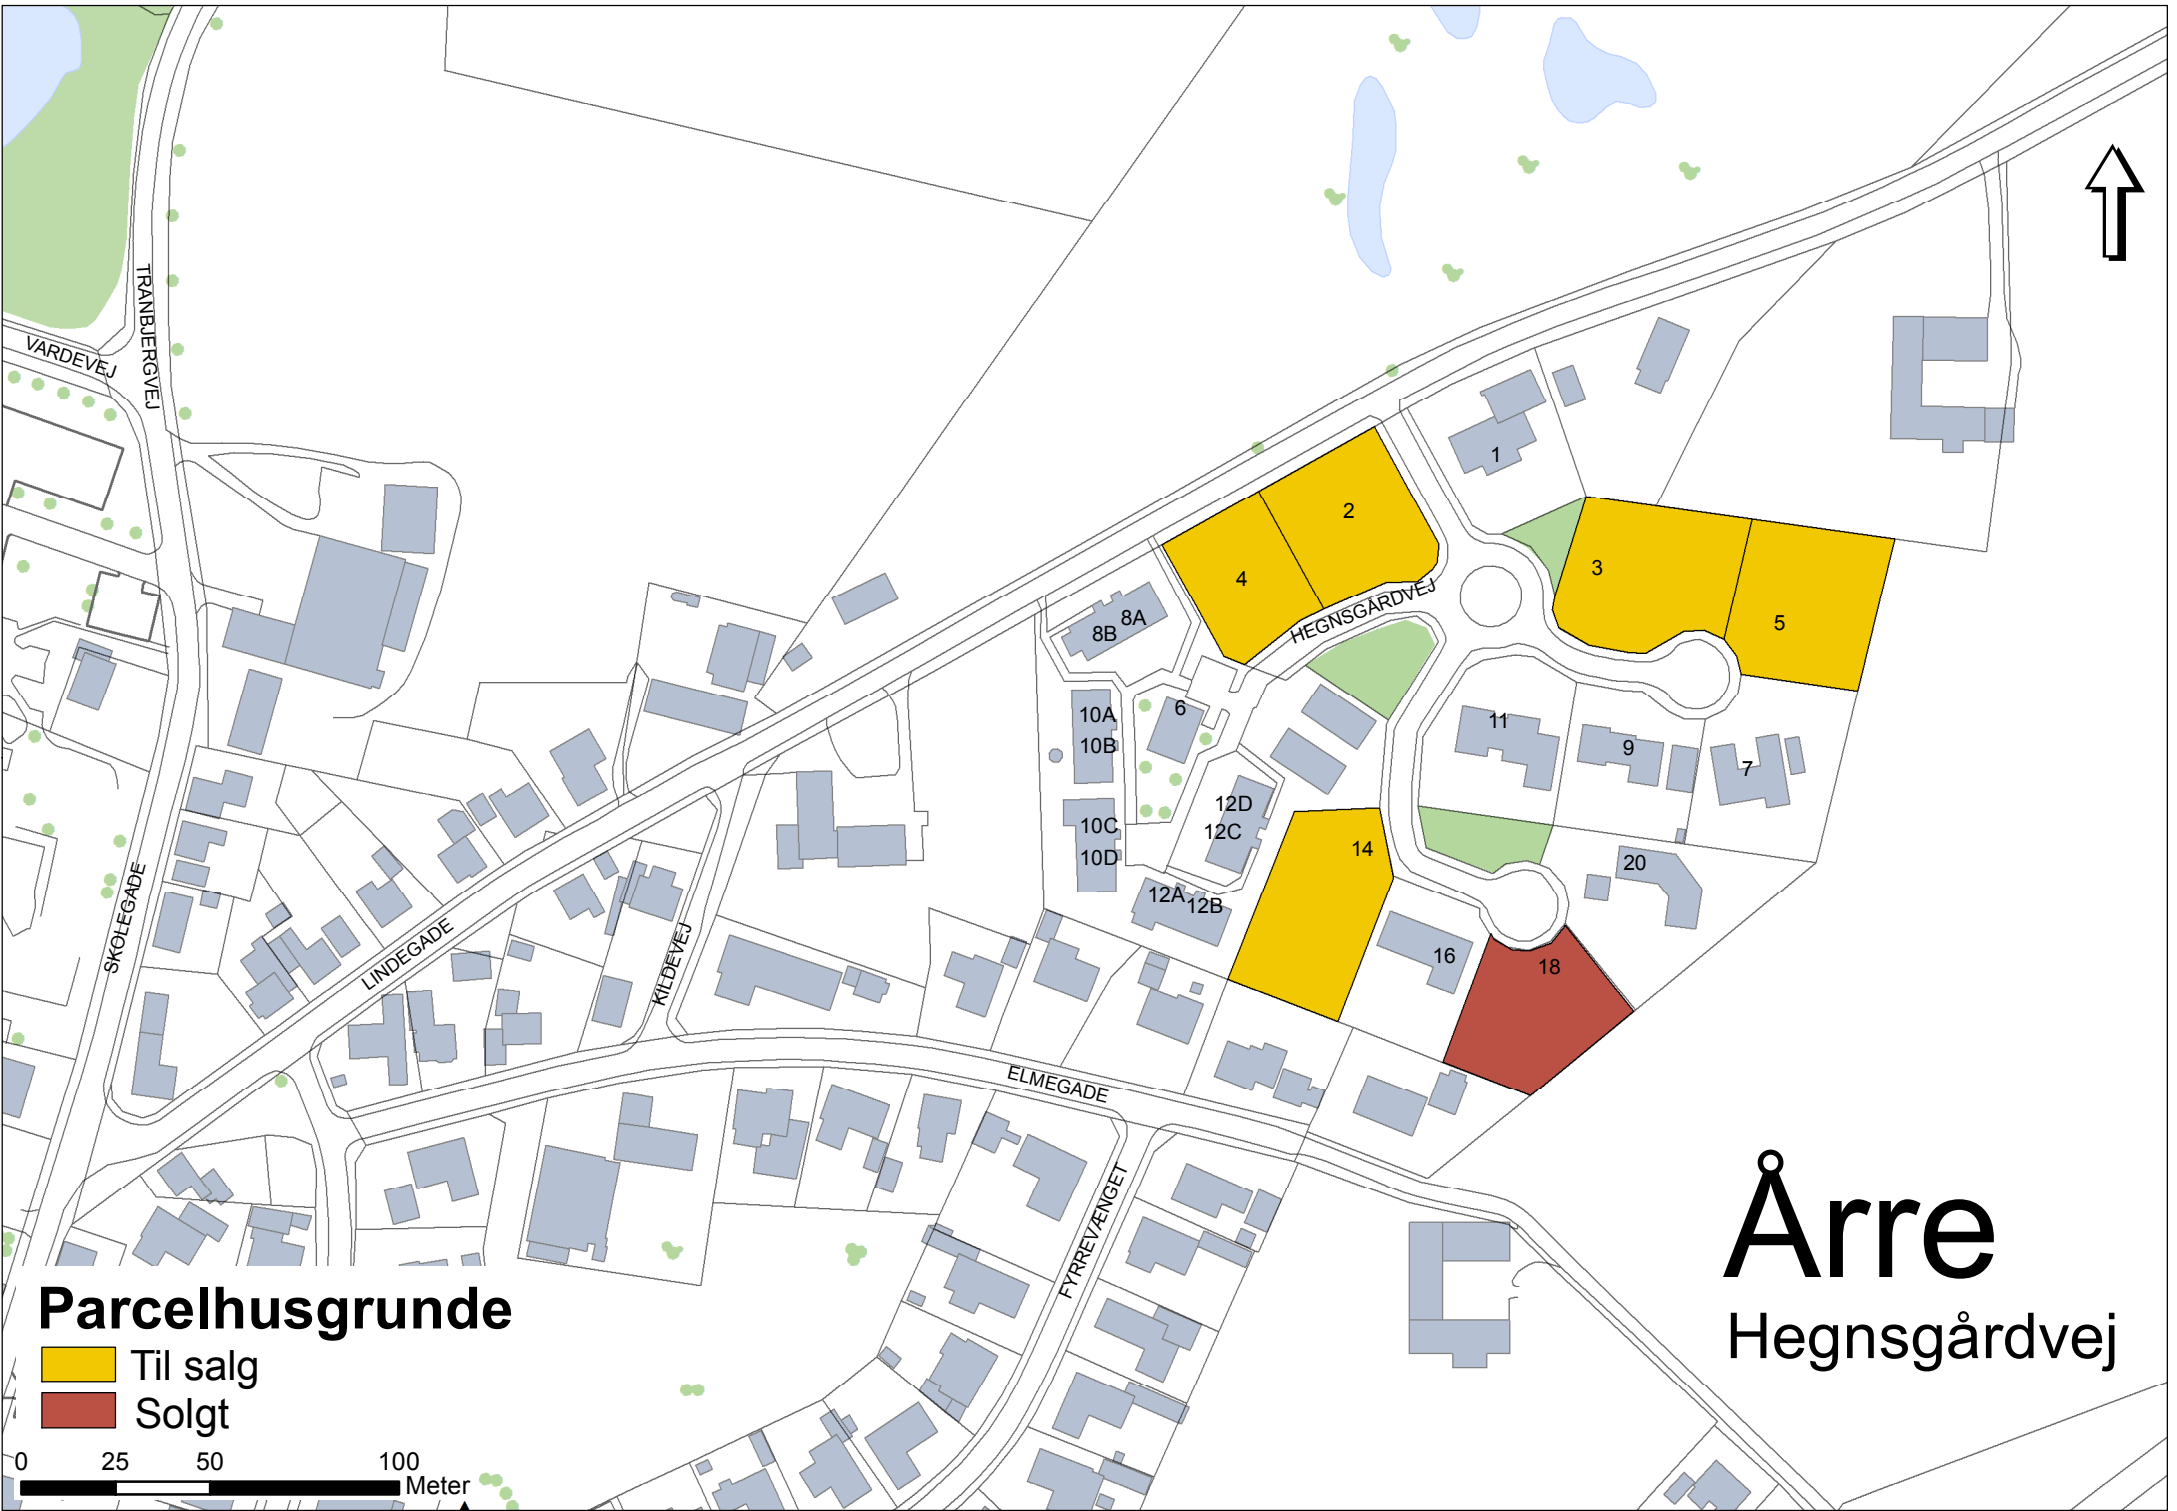 VARDEVEJ
TRANBJERGVEJ
1
2
4
3
5
HEGNSGÅRDVEJ
8A
8B
6
10A
10B
11
9
7
12D
12C
10C
10D
14
20
12A
12B
16
18
SKOLEGADE
LINDEGADE
KILDEVEJ
ELMEGADE
FYRREVÆNGET
Årre
Hegnsgårdvej
Parcelhusgrunde
Til salg
Solgt
0 25 50 100
Meter